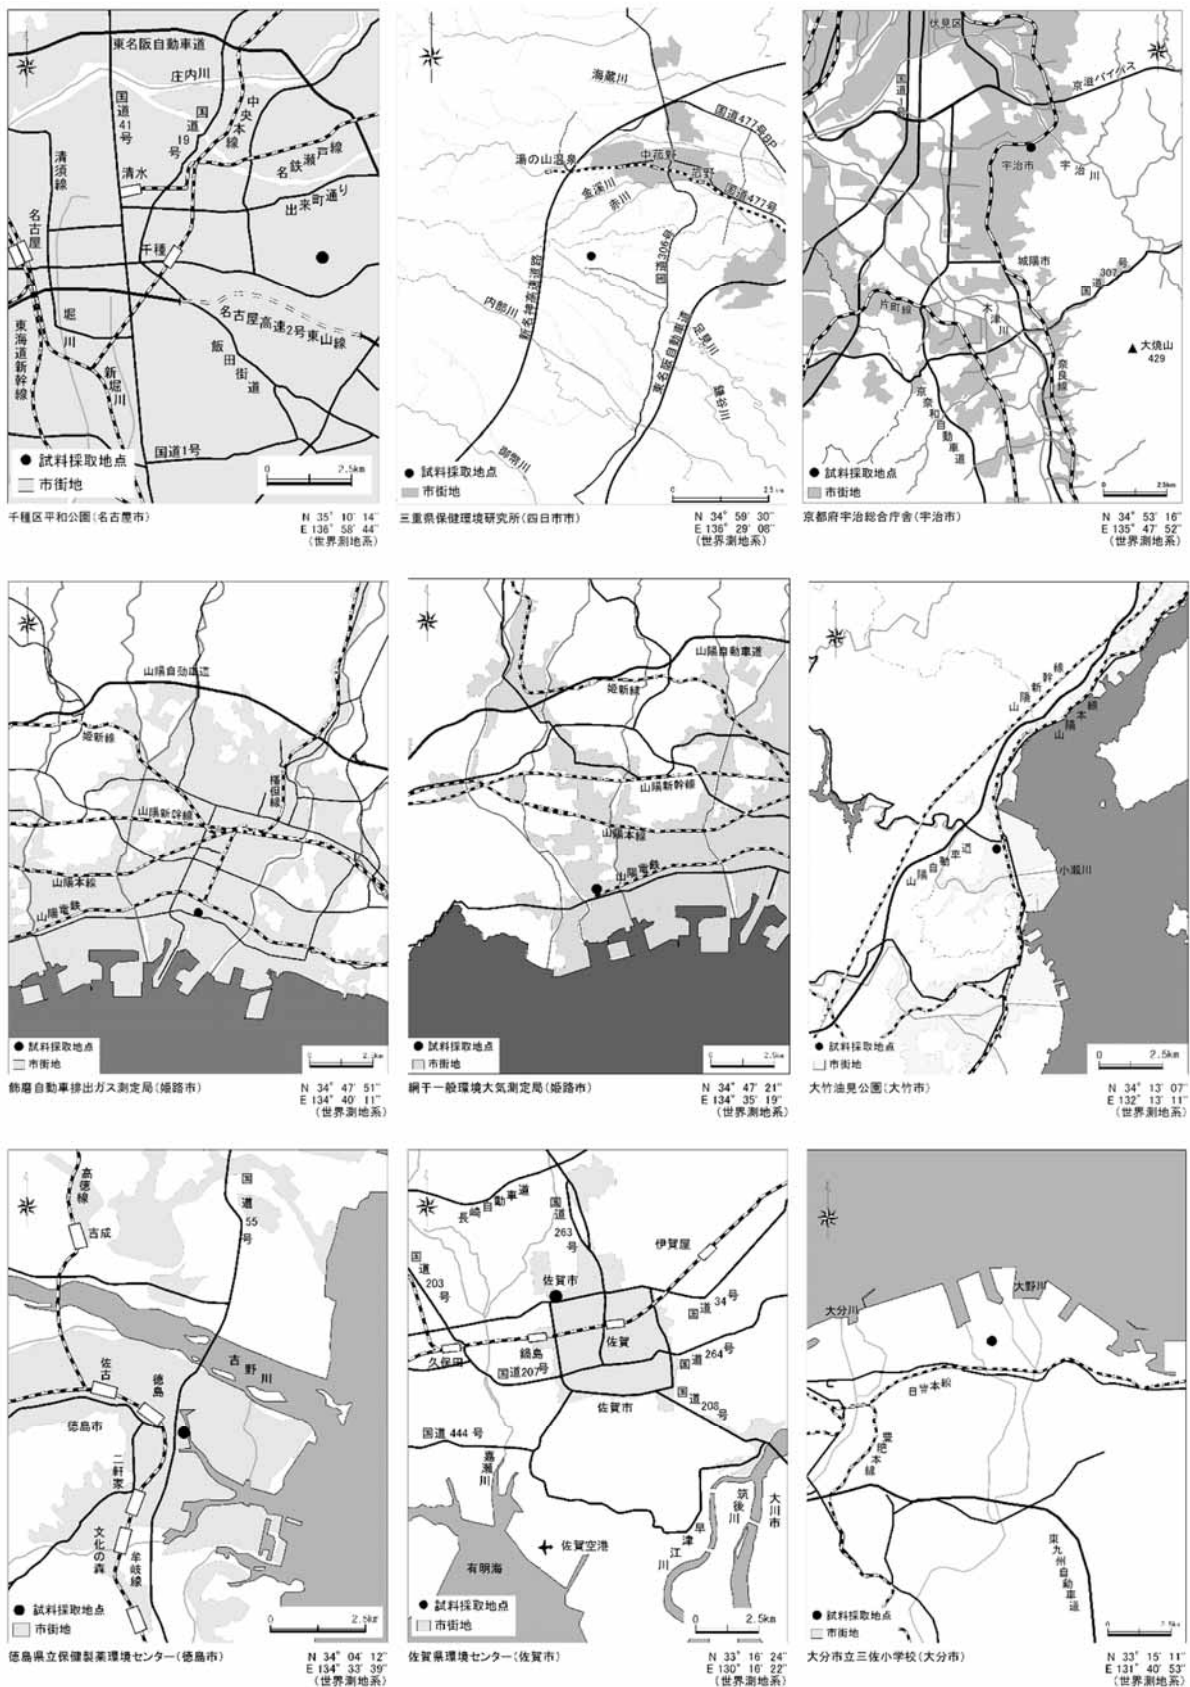 東名阪自動車道
庄内川
国道41号
国道19号
中央本線
名鉄瀬戸線
清須線
清水
出来町通り
名古屋
千種
堀川
名古屋高速2号東山線
東海道新幹線
新堀川
飯田街道
国道1号
● 試料採取地点
市街地
0 2.5km
千種区平和公園(名古屋市)
N 35° 10′ 14″
E 136° 58′ 44″
(世界測地系)
海蔵川
国道477号BP
湯の山温泉
中菰野
菰野
金溪川
赤川
国道477号
国道306号
新名神高速道路
内部川
東名阪自動車道
足見川
鎌谷川
御幣川
● 試料採取地点
市街地
0 2.5
三重県保健環境研究所(四日市市)
N 34° 59′ 30″
E 136° 29′ 08″
(世界測地系)
伏見区
国道1号
京滋バイパス
宇治市
宇治川
城陽市
国道307号
片町線
木津川
大焼山
429
奈良線
京奈和自動車道
● 試料採取地点
市街地
0 2.5km
京都府宇治総合庁舎(宇治市)
N 34° 53′ 16″
E 135° 47′ 52″
(世界測地系)
山陽自動車道
姫新線
播但線
山陽新幹線
山陽本線
山陽電鉄
● 試料採取地点
市街地
0 2.5km
飾磨自動車排出ガス測定局(姫路市)
N 34° 47′ 51″
E 134° 40′ 11″
(世界測地系)
山陽自動車道
姫新線
山陽新幹線
山陽本線
山陽電鉄
● 試料採取地点
市街地
0 2.5km
網干一般環境大気測定局(姫路市)
N 34° 47′ 21″
E 134° 35′ 19″
(世界測地系)
山陽新幹線
山陽本線
山陽自動車道
小瀬川
● 試料採取地点
市街地
0 2.5km
大竹油見公園(大竹市)
N 34° 13′ 07″
E 132° 13′ 11″
(世界測地系)
高徳線
国道55号
吉成
吉野川
佐古
徳島
徳島市
二軒家
文化の森
牟岐線
● 試料採取地点
市街地
0 2.5km
徳島県立保健製薬環境センター(徳島市)
N 34° 04′ 12″
E 134° 33′ 39″
(世界測地系)
長崎自動車道
国道263号
伊賀屋
国道203号
佐賀市
国道34号
久保田
鍋島
佐賀
国道264号
国道207号
国道208号
佐賀市
国道444号
嘉瀬川
筑後川
大川市
早津江川
佐賀空港
有明海
● 試料採取地点
市街地
0 2.5km
佐賀県環境センター(佐賀市)
N 33° 16′ 24″
E 130° 16′ 22″
(世界測地系)
大野川
大分川
日豊本線
豊肥本線
東九州自動車道
● 試料採取地点
市街地
0 2.5km
大分市立三佐小学校(大分市)
N 33° 15′ 11″
E 131° 40′ 53″
(世界測地系)